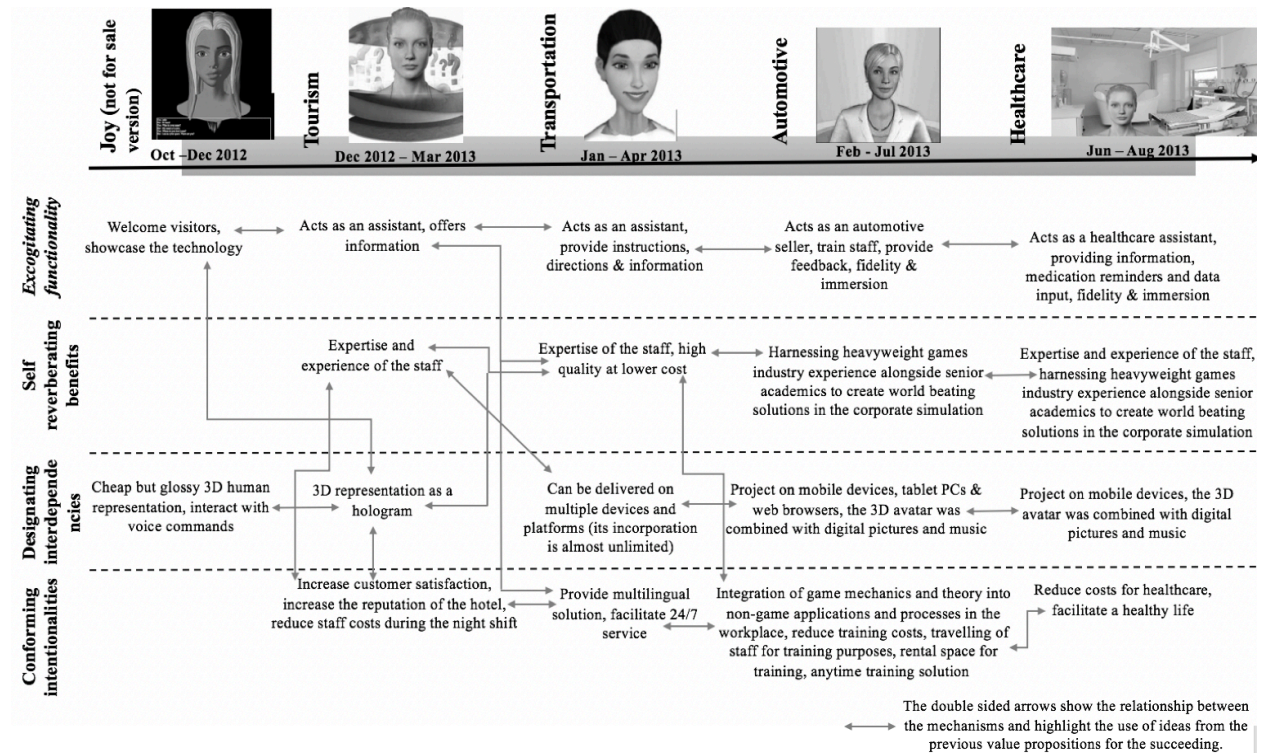 Joy (not for sale
version)
Oct –Dec 2012
Tourism
Dec 2012 – Mar 2013
Transportation
Jan – Apr 2013
Automotive
Feb - Jul 2013
Healthcare
Jun – Aug 2013
Excogitating
functionality
Welcome visitors,
showcase the technology
Acts as an assistant, offers
information
Acts as an assistant,
provide instructions,
directions & information
Acts as an automotive
seller, train staff, provide
feedback, fidelity &
immersion
Acts as a healthcare assistant,
providing information,
medication reminders and data
input, fidelity & immersion
Self
reverberating
benefits
Expertise and
experience of the staff
Expertise of the staff, high
quality at lower cost
Harnessing heavyweight games
industry experience alongside senior
academics to create world beating
solutions in the corporate simulation
Expertise and experience of the staff,
harnessing heavyweight games
industry experience alongside senior
academics to create world beating
solutions in the corporate simulation
Designating
interdepende
ncies
Cheap but glossy 3D human
representation, interact with
voice commands
3D representation as a
hologram
Can be delivered on
multiple devices and
platforms (its incorporation
is almost unlimited)
Project on mobile devices, tablet PCs &
web browsers, the 3D avatar was
combined with digital pictures and music
Project on mobile devices, the 3D
avatar was combined with digital
pictures and music
Conforming
intentionalities
Increase customer satisfaction,
increase the reputation of the hotel,
reduce staff costs during the night shift
Provide multilingual
solution, facilitate 24/7
service
Integration of game mechanics and theory into
non-game applications and processes in the
workplace, reduce training costs, travelling of
staff for training purposes, rental space for
training, anytime training solution
Reduce costs for healthcare,
facilitate a healthy life
The double sided arrows show the relationship between
the mechanisms and highlight the use of ideas from the
previous value propositions for the succeeding.